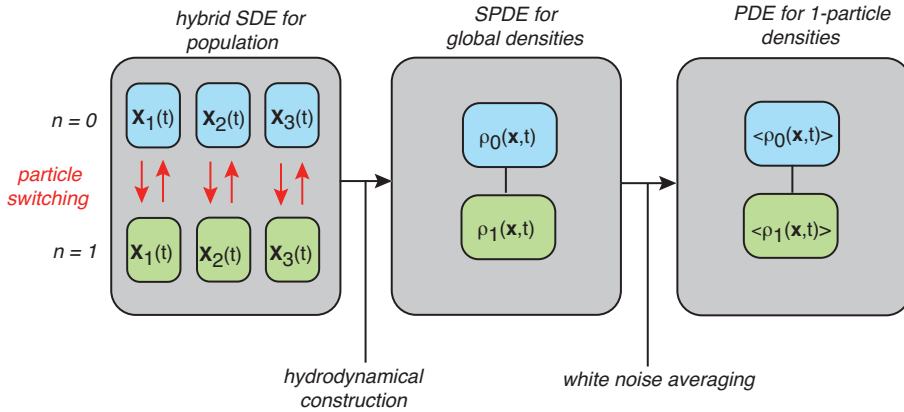 hybrid SDE for
population
SPDE for
global densities
PDE for 1-particle
densities
n = 0
X₁(t) X₂(t) X₃(t)
ρ₀(x,t)
<ρ₀(x,t)>
particle
switching
n = 1
X₁(t) X₂(t) X₃(t)
ρ₁(x,t)
<ρ₁(x,t)>
hydrodynamical
construction
white noise averaging